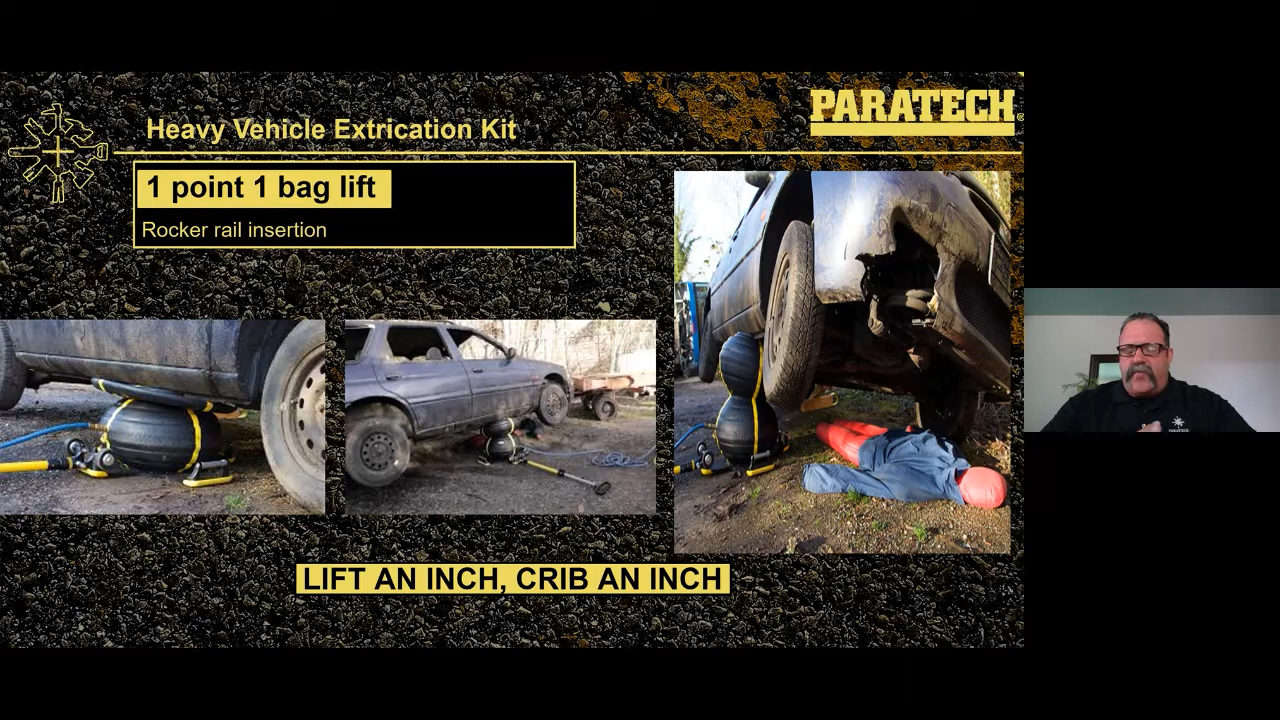 Heavy Vehicle Extrication Kit
PARATECH
1 point 1 bag lift
Rocker rail insertion
LIFT AN INCH, CRIB AN INCH